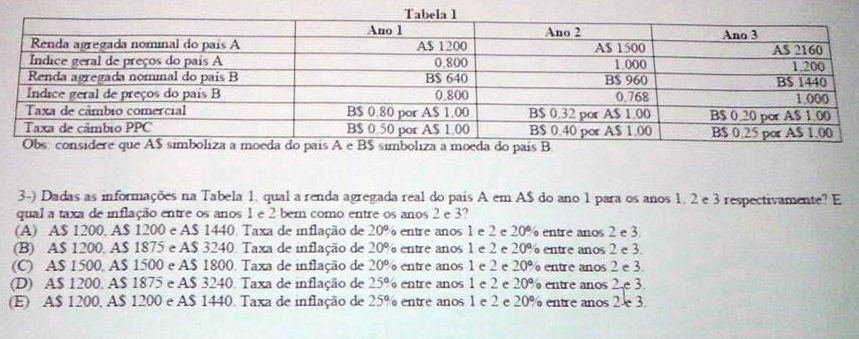 Tabela 1
Ano 1 Ano 2 Ano 3
Renda agregada nominal do país A A$ 1200 A$ 1500 A$ 2160
Índice geral de preços do país A 0,800 1,000 1,200
Renda agregada nominal do país B B$ 640 B$ 960 B$ 1440
Índice geral de preços do país B 0,800 0,768 1,000
Taxa de câmbio comercial B$ 0,80 por A$ 1,00 B$ 0,32 por A$ 1,00 B$ 0,20 por A$ 1,00
Taxa de câmbio PPC B$ 0,50 por A$ 1,00 B$ 0,40 por A$ 1,00 B$ 0,25 por A$ 1,00
Obs: considere que A$ simboliza a moeda do país A e B$ simboliza a moeda do país B.
3-) Dadas as informações na Tabela 1, qual a renda agregada real do país A em A$ do ano 1 para os anos 1, 2 e 3 respectivamente? E
qual a taxa de inflação entre os anos 1 e 2 bem como entre os anos 2 e 3?
(A) A$ 1200, A$ 1200 e A$ 1440. Taxa de inflação de 20% entre anos 1 e 2 e 20% entre anos 2 e 3.
(B) A$ 1200, A$ 1875 e A$ 3240. Taxa de inflação de 20% entre anos 1 e 2 e 20% entre anos 2 e 3.
(C) A$ 1500, A$ 1500 e A$ 1800. Taxa de inflação de 20% entre anos 1 e 2 e 20% entre anos 2 e 3.
(D) A$ 1200, A$ 1875 e A$ 3240. Taxa de inflação de 25% entre anos 1 e 2 e 20% entre anos 2 e 3.
(E) A$ 1200, A$ 1200 e A$ 1440. Taxa de inflação de 25% entre anos 1 e 2 e 20% entre anos 2 e 3.